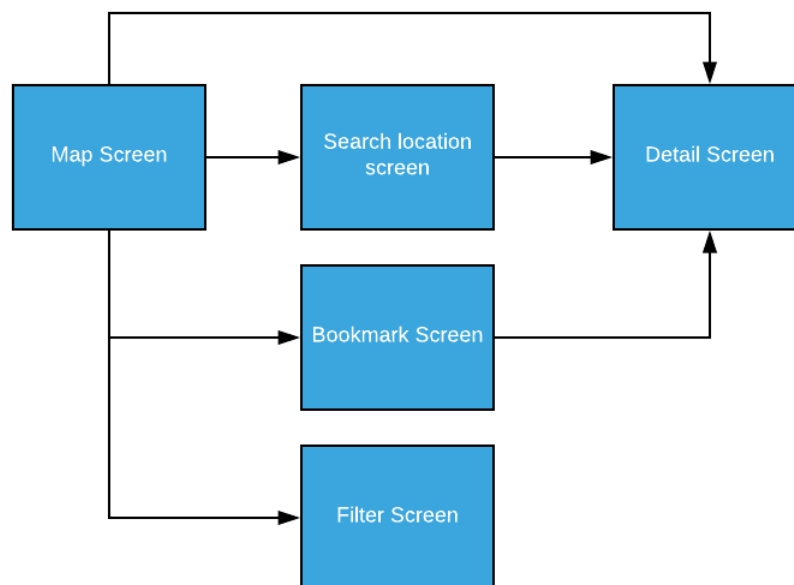 Map Screen
Search location
screen
Detail Screen
Bookmark Screen
Filter Screen